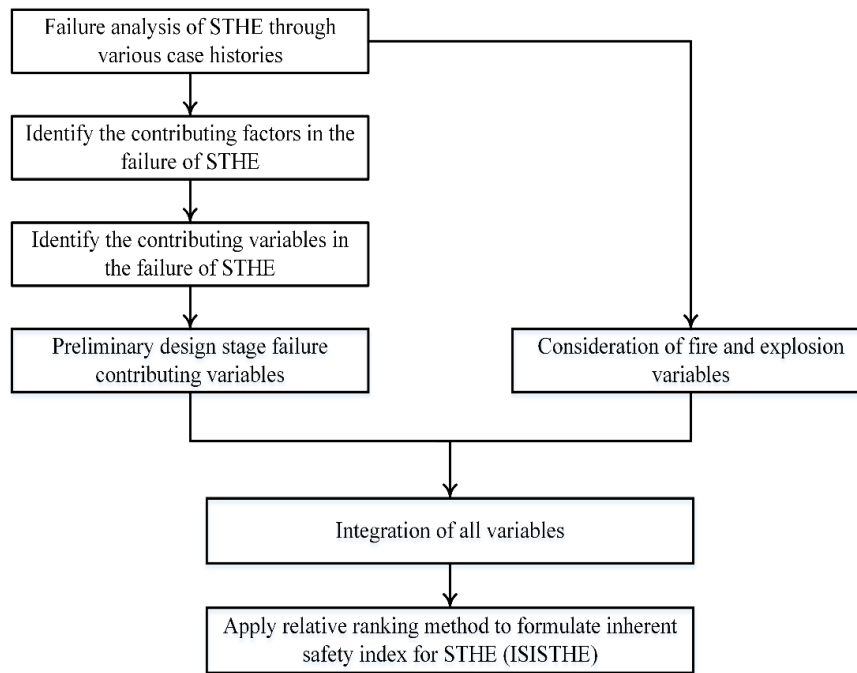 Failure analysis of STHE through
various case histories
Identify the contributing factors in the
failure of STHE
Identify the contributing variables in
the failure of STHE
Preliminary design stage failure
contributing variables
Consideration of fire and explosion
variables
Integration of all variables
Apply relative ranking method to formulate inherent
safety index for STHE (ISISTHE)